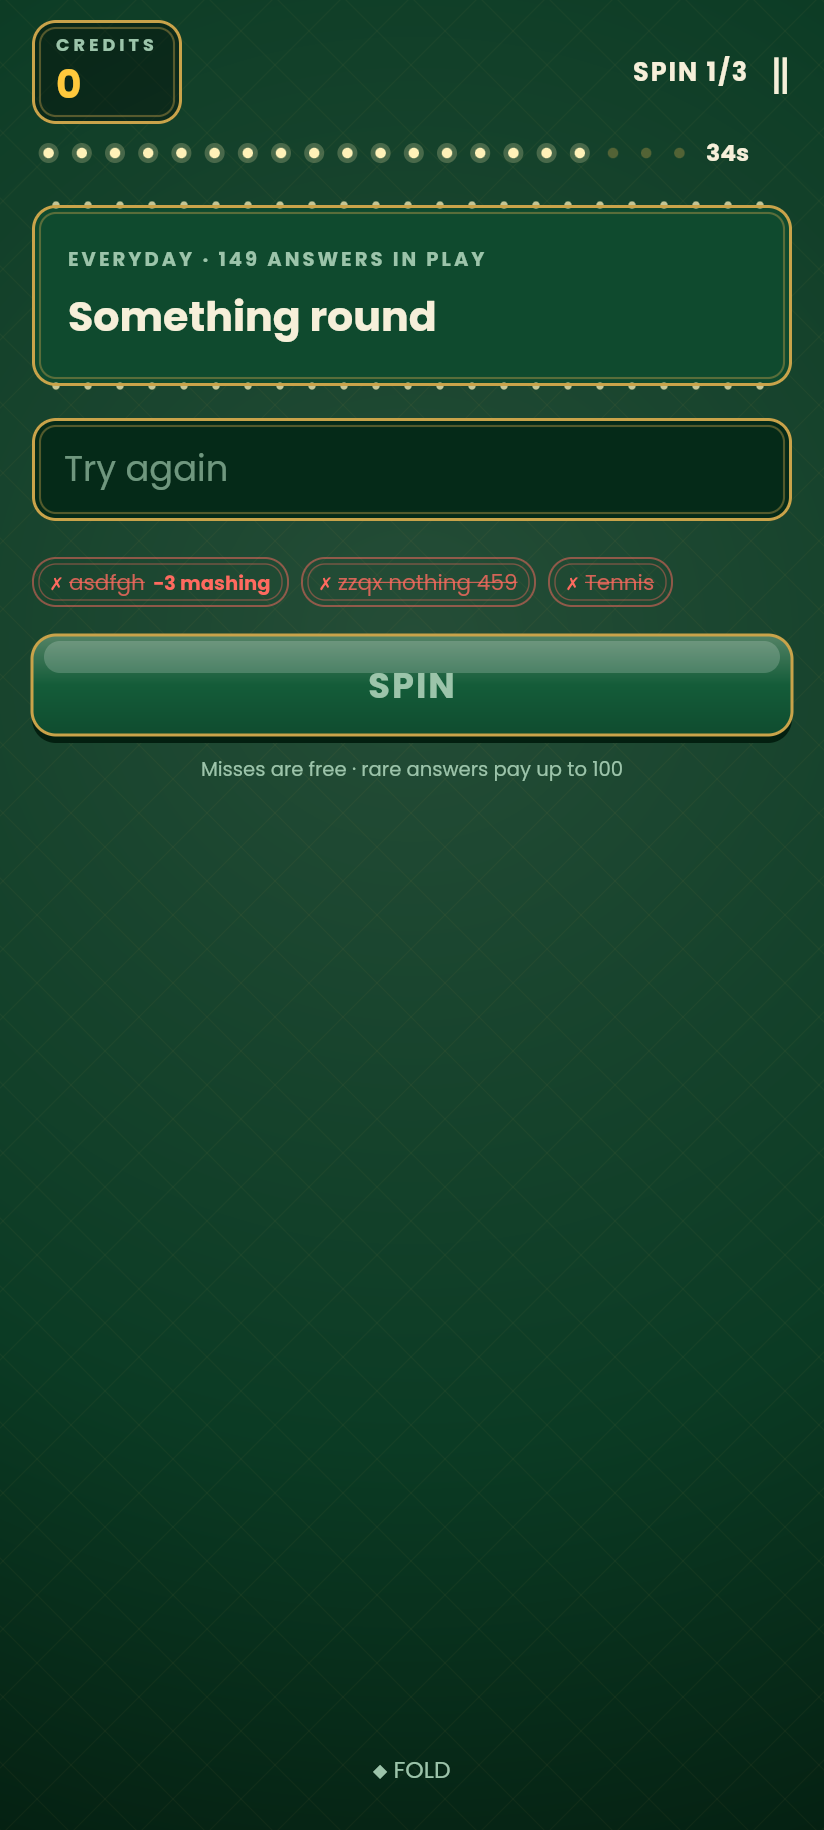 CREDITS
0
SPIN 1/3
34s
EVERYDAY · 149 ANSWERS IN PLAY
Something round
Try again
✗ asdfgh -3 mashing ✗ zzqx nothing 459 ✗ Tennis
SPIN
Misses are free · rare answers pay up to 100
◆ FOLD